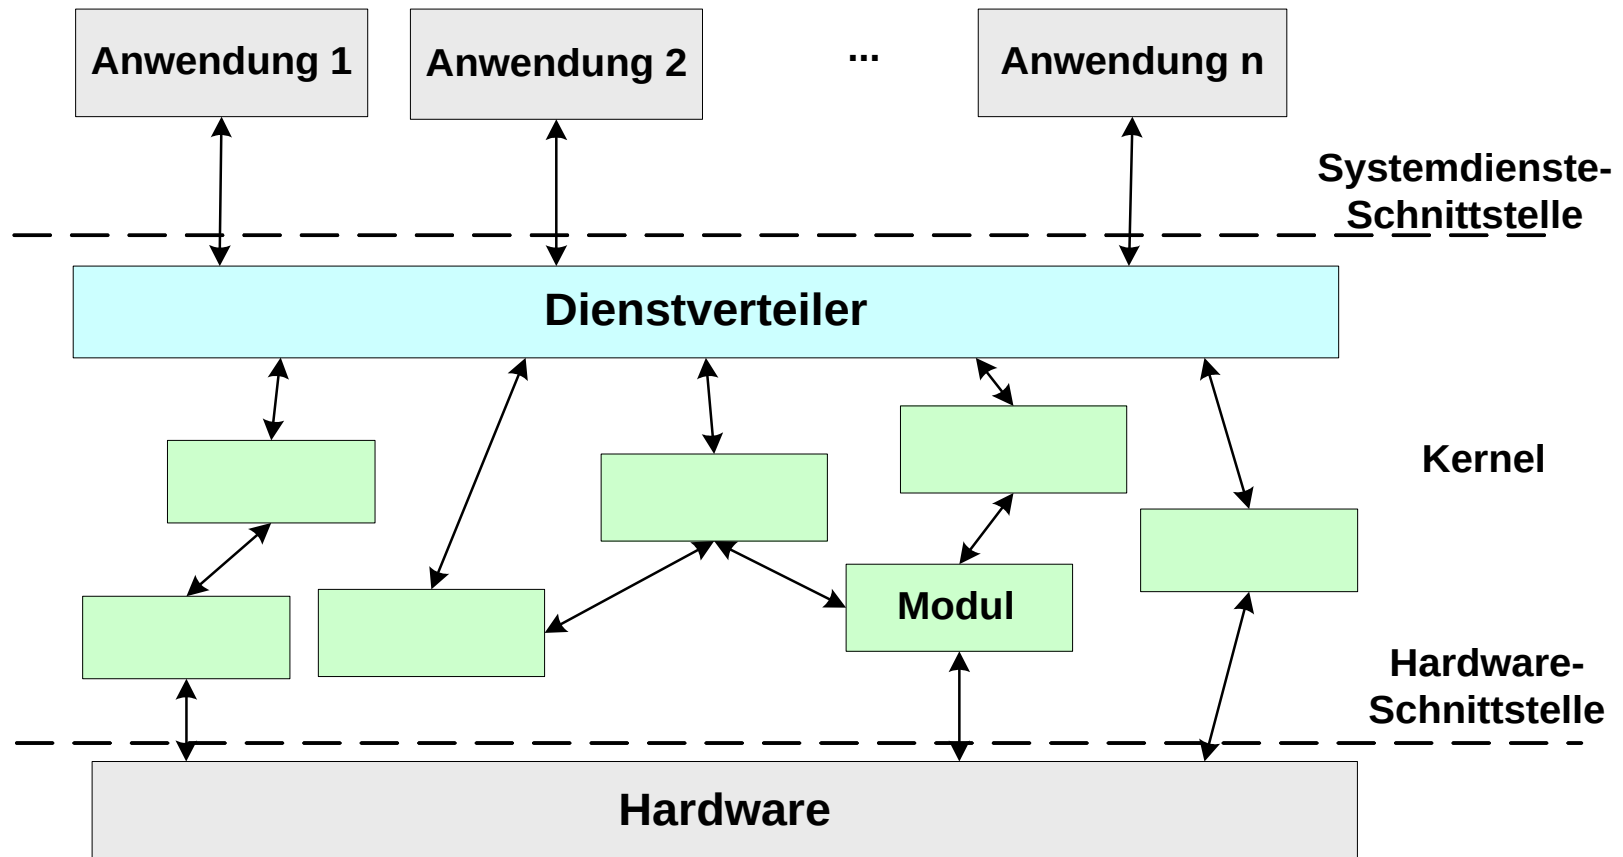 Anwendung 1
Anwendung 2
...
Anwendung n
Systemdienste-
Schnittstelle
Dienstverteiler
Kernel
Modul
Hardware-
Schnittstelle
Hardware